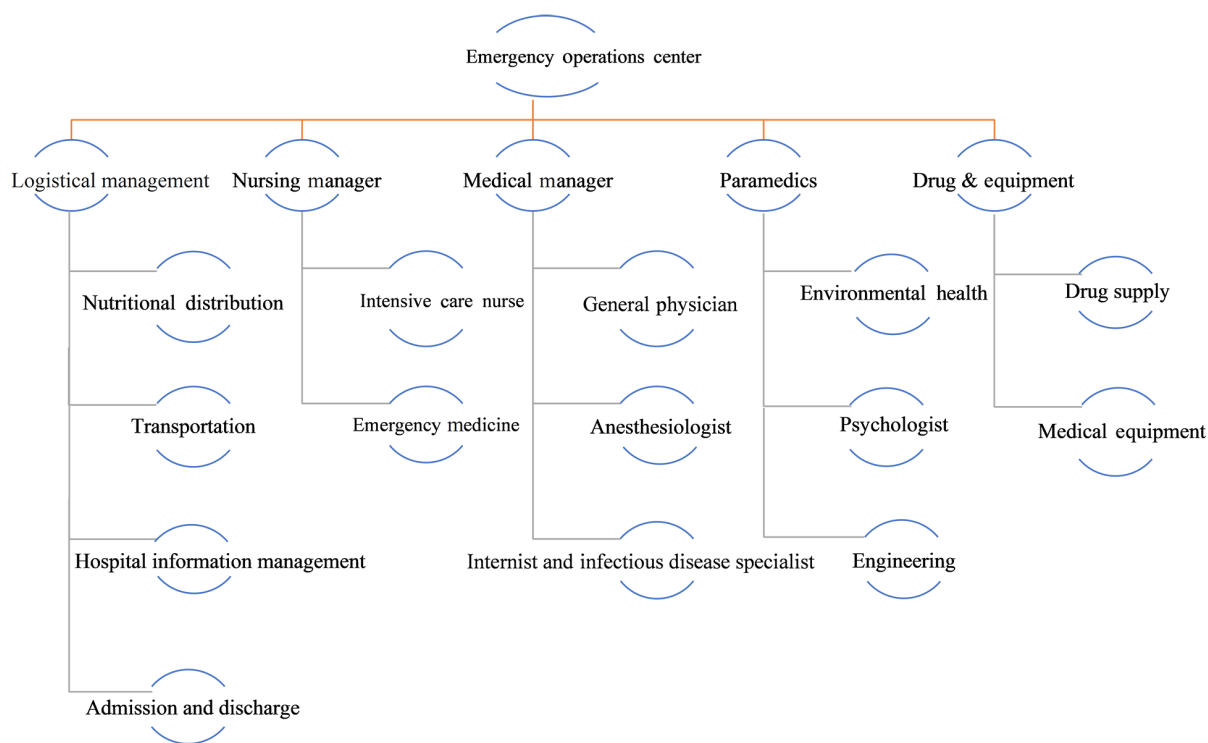 Emergency operations center
Logistical management
Nursing manager
Medical manager
Paramedics
Drug & equipment
Nutritional distribution
Intensive care nurse
General physician
Environmental health
Drug supply
Transportation
Emergency medicine
Anesthesiologist
Psychologist
Medical equipment
Hospital information management
Internist and infectious disease specialist
Engineering
Admission and discharge